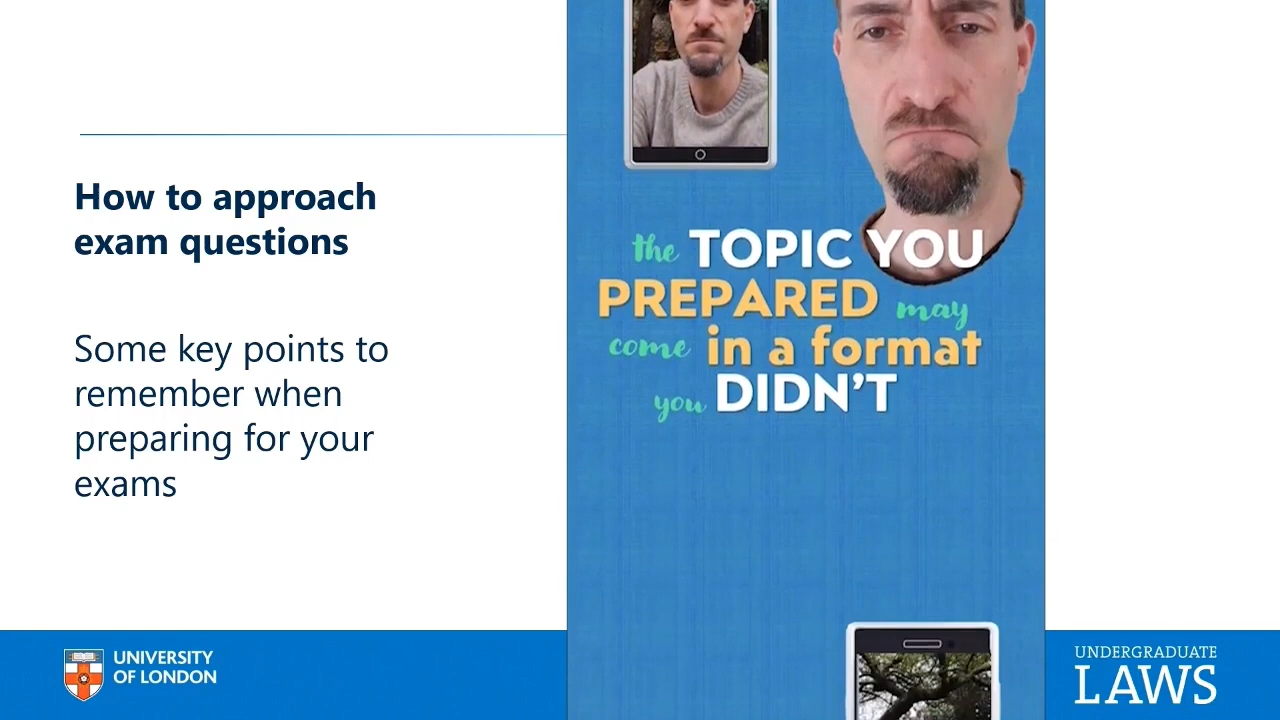 How to approach
exam questions
Some key points to
remember when
preparing for your
exams
the TOPIC YOU
PREPARED may
come in a format
you DIDN'T
UNIVERSITY
OF LONDON
UNDERGRADUATE
LAWS